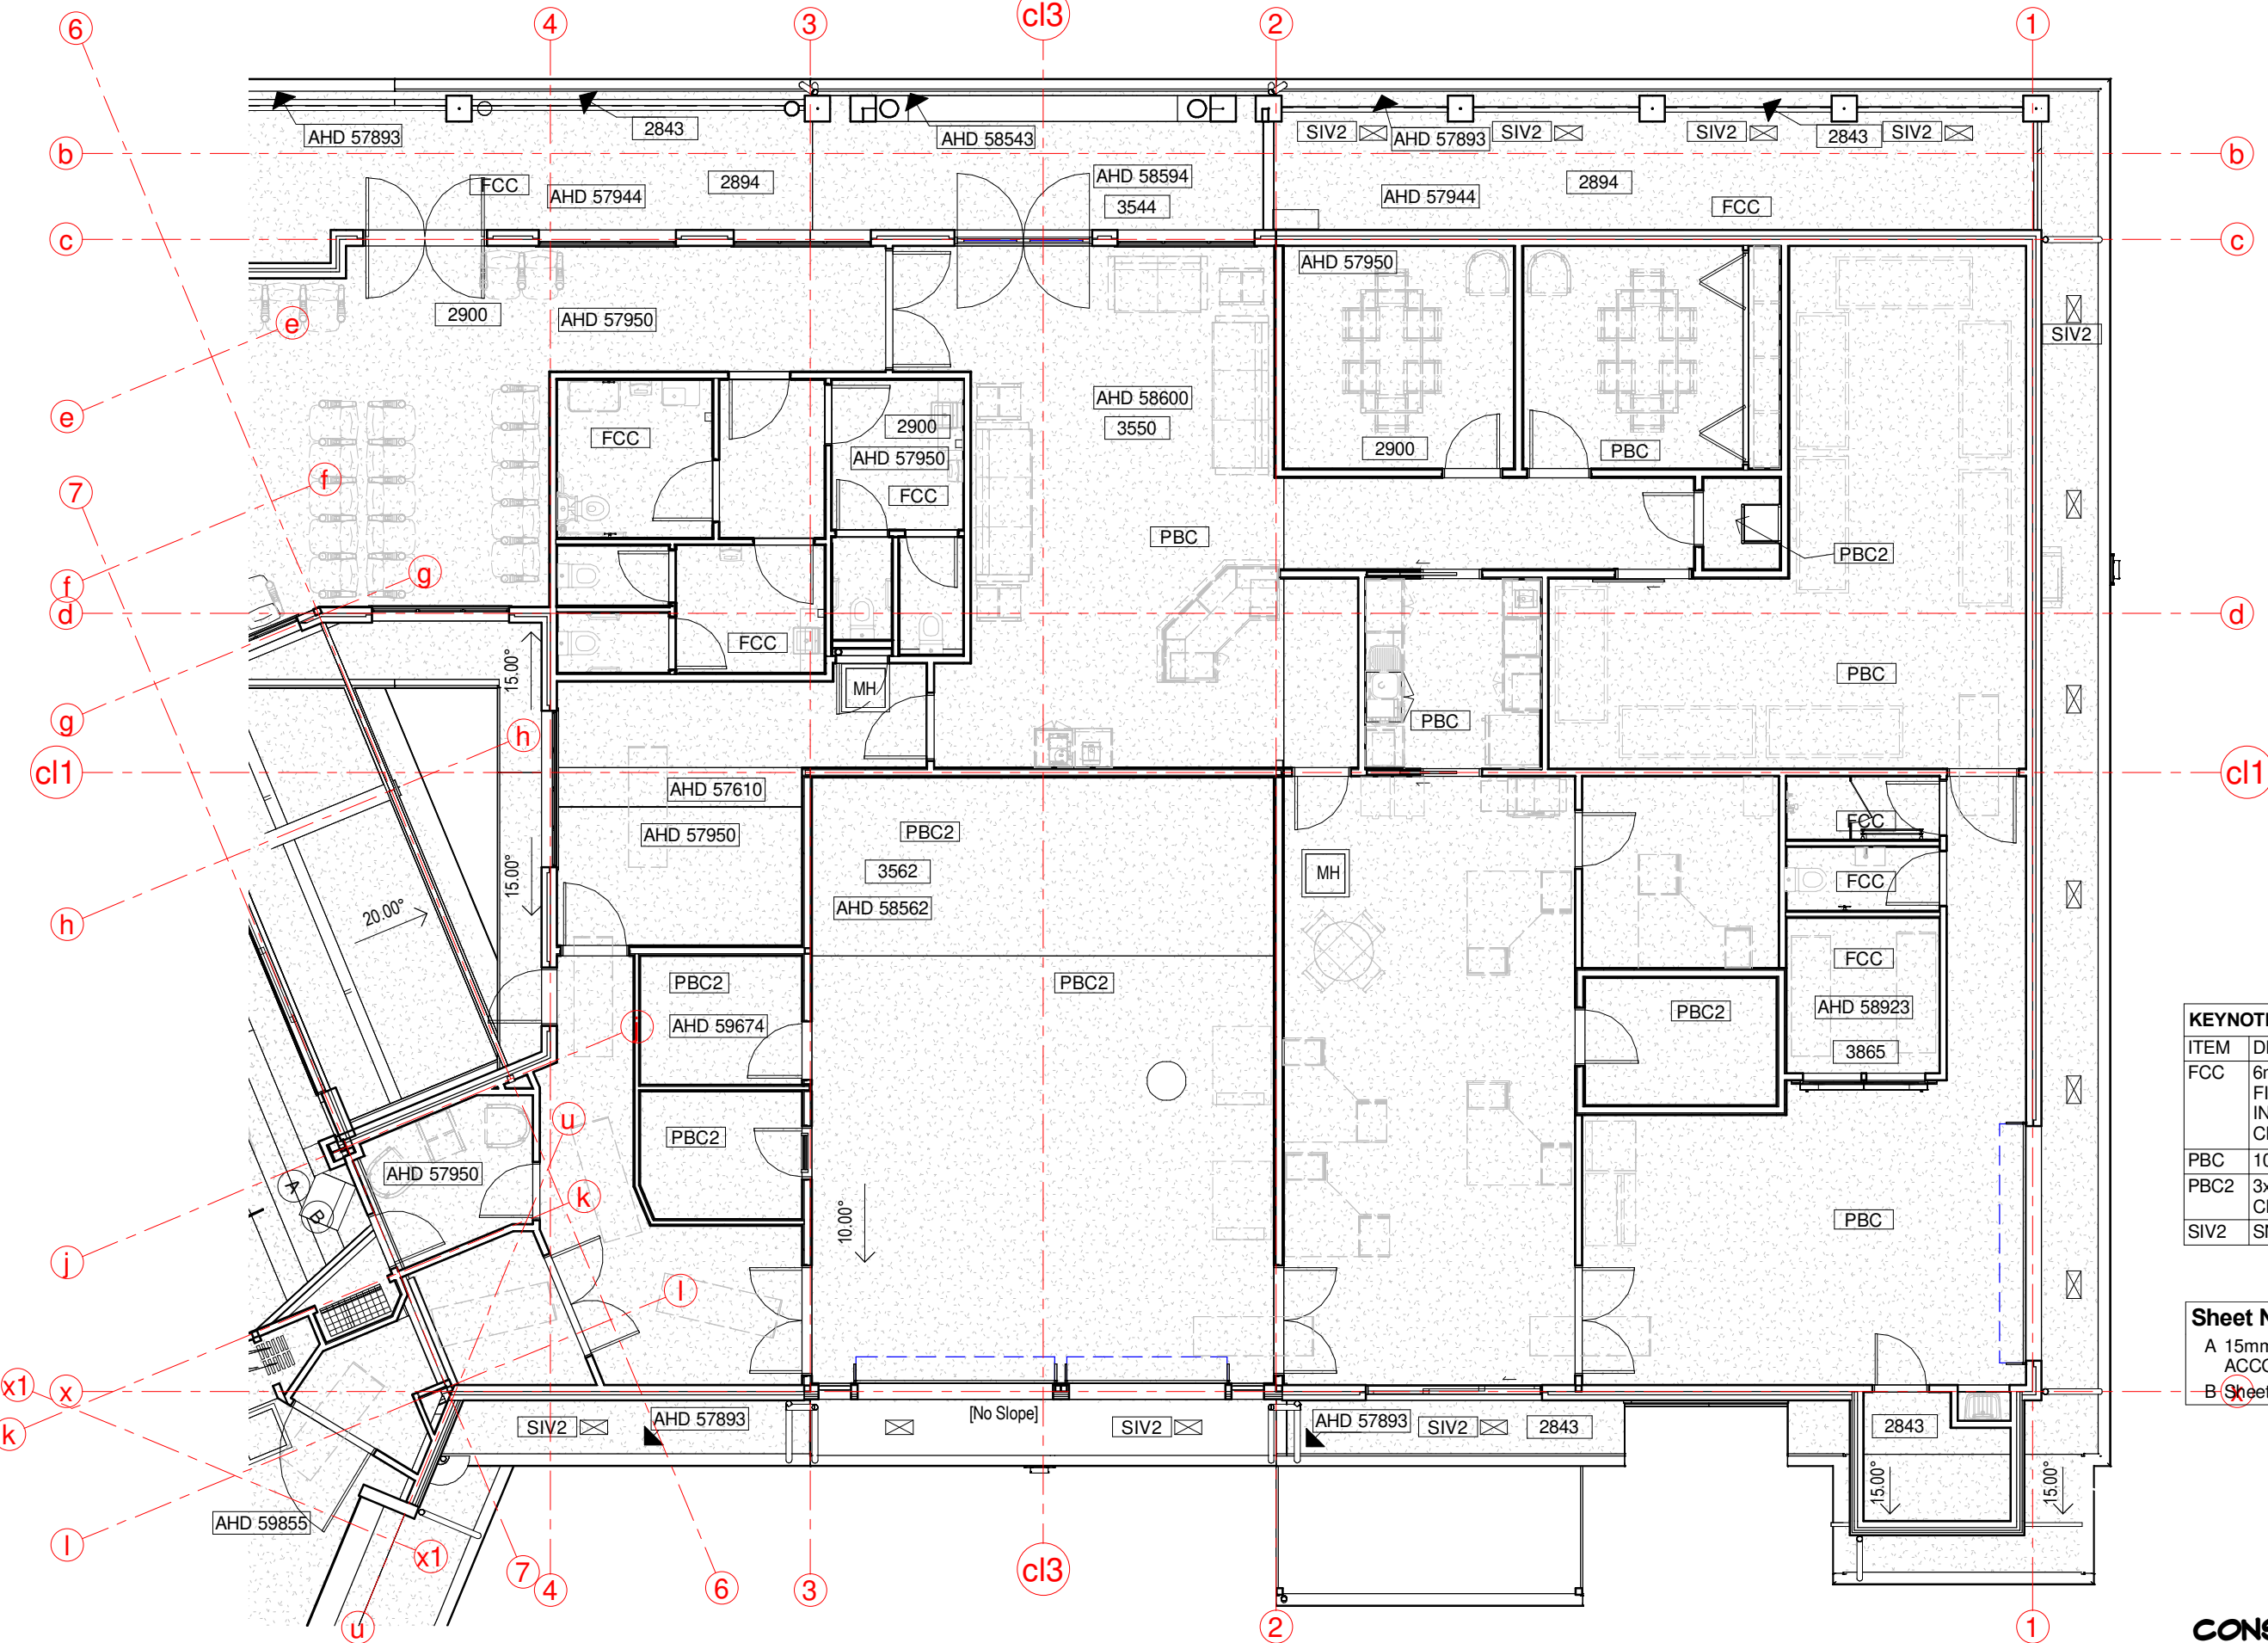 6
4
3
cl3
2
1
AHD 57893
2843
AHD 58543
SIV2
AHD 57893
SIV2
SIV2
2843
SIV2
b
b
FCC
AHD 57944
2894
AHD 58594
3544
AHD 57944
2894
FCC
c
c
2900
AHD 57950
AHD 57950
e
SIV2
e
FCC
2900
AHD 57950
FCC
AHD 58600
3550
2900
PBC
7
f
PBC
PBC2
f
g
d
d
15.00°
FCC
MH
PBC
PBC
g
h
cl1
cl1
AHD 57610
AHD 57950
PBC2
3562
AHD 58562
MH
FCC
FCC
15.00°
20.00°
h
PBC2
AHD 59674
PBC2
PBC2
FCC
AHD 58923
3865
j
u
PBC2
AHD 57950
k
A
B
j
10.00°
PBC
l
x1
x
k
SIV2
AHD 57893
[No Slope]
SIV2
AHD 57893
SIV2
2843
2843
15.00°
15.00°
x
AHD 59855
l
x1
7
4
6
3
cl3
u
2
1
ITEM
FCC
PBC
PBC2
SIV2
A 15mm
B Sheet